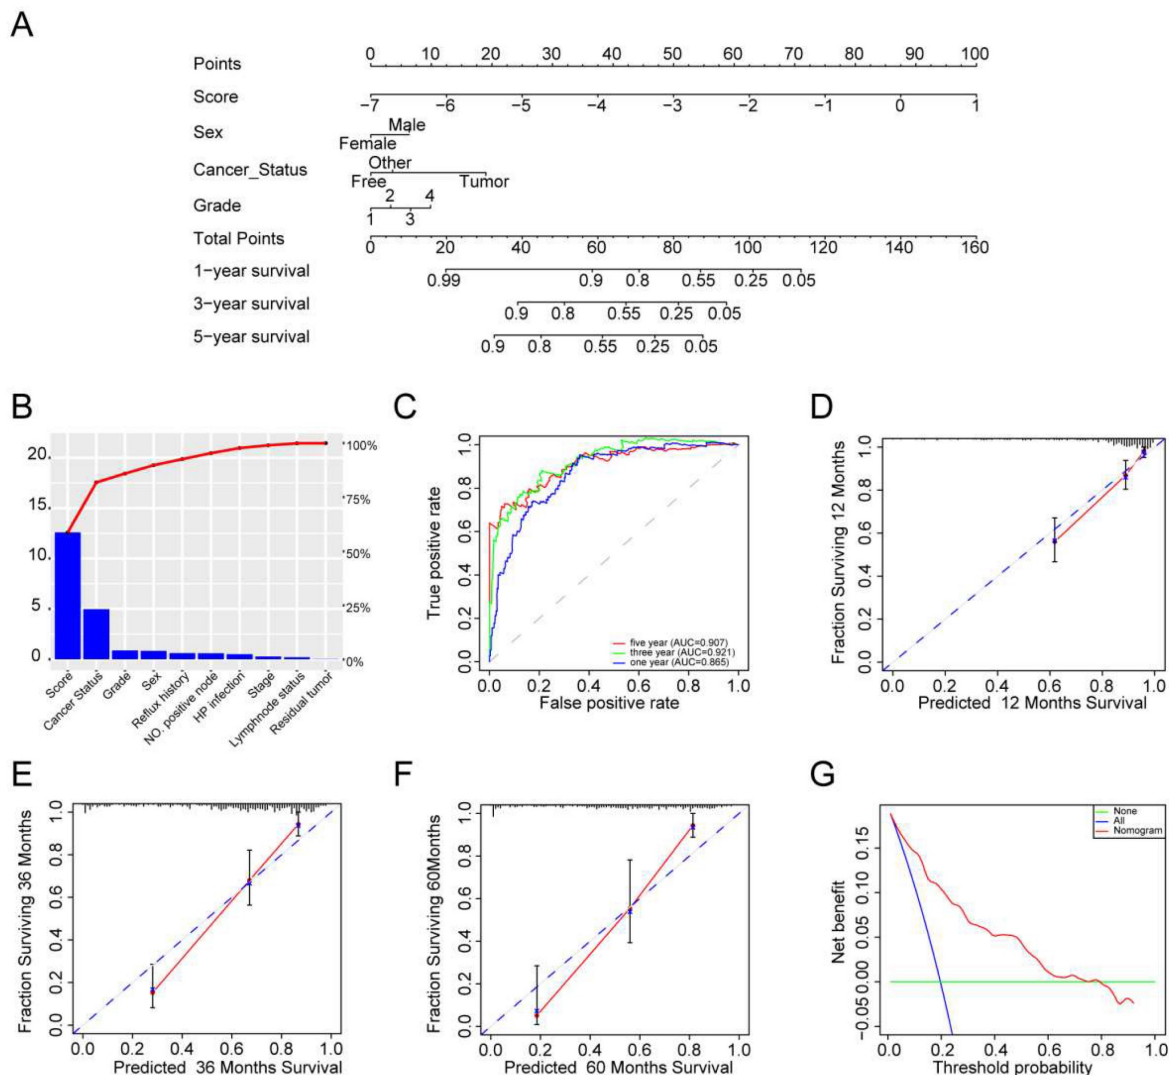 A
Points
0 10 20 30 40 50 60 70 80 90 100
Score
−7 −6 −5 −4 −3 −2 −1 0 1
Sex
Male
Female
Cancer_Status
Other
Free Tumor
Grade
2 4
1 3
Total Points
0 20 40 60 80 100 120 140 160
1−year survival
0.99 0.9 0.8 0.55 0.25 0.05
3−year survival
0.9 0.8 0.55 0.25 0.05
5−year survival
0.9 0.8 0.55 0.25 0.05
B
20
15
10
5
0
100%
75%
50%
25%
0%
Score
Cancer Status
Grade
Sex
Reflux history
NO. positive node
HP infection
Stage
Lymphnode status
Residual tumor
C
True positive rate
0.0 0.2 0.4 0.6 0.8 1.0
five year (AUC=0.907)
three year (AUC=0.921)
one year (AUC=0.865)
0.0 0.2 0.4 0.6 0.8 1.0
False positive rate
D
Fraction Surviving 12 Months
0.0 0.2 0.4 0.6 0.8 1.0
0.0 0.2 0.4 0.6 0.8 1.0
Predicted 12 Months Survival
E
Fraction Surviving 36 Months
0.0 0.2 0.4 0.6 0.8 1.0
0.0 0.2 0.4 0.6 0.8 1.0
Predicted 36 Months Survival
F
Fraction Surviving 60Months
0.0 0.2 0.4 0.6 0.8 1.0
0.0 0.2 0.4 0.6 0.8 1.0
Predicted 60 Months Survival
G
Net benefit
−0.05 0.00 0.05 0.10 0.15
None
All
Nomogram
0.0 0.2 0.4 0.6 0.8 1.0
Threshold probability